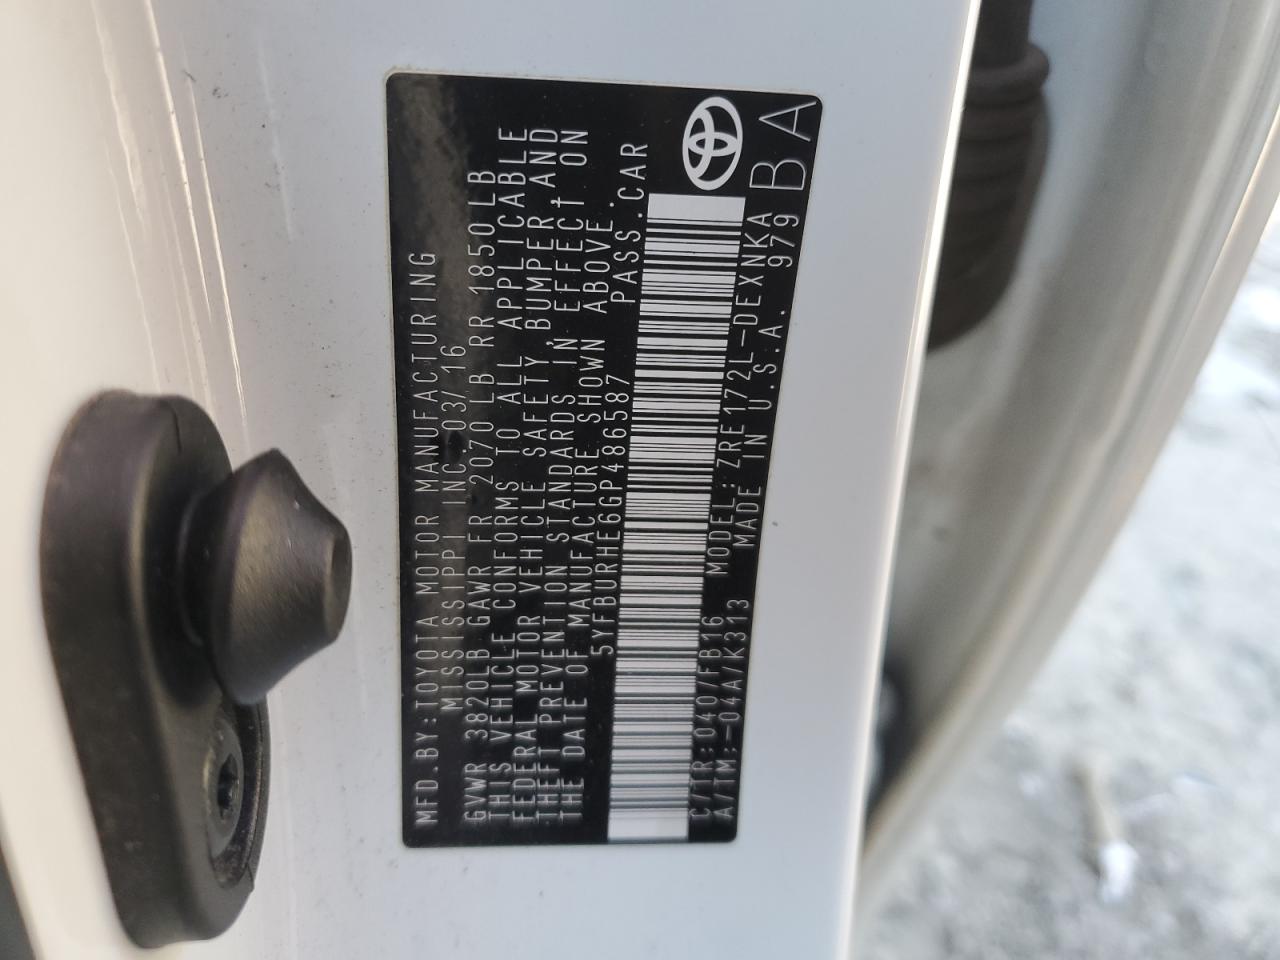 MFD.BY:TOYOTA MOTOR MANUFACTURING
MISSISSIPPI INC. 03/16
GVWR 3820LB GAWR FR 2070LB RR 1850LB
THIS VEHICLE CONFORMS TO ALL APPLICABLE
FEDERAL MOTOR VEHICLE SAFETY,BUMPER,AND
THEFT PREVENTION STANDARDS IN EFFECT ON
THE DATE OF MANUFACTURE SHOWN ABOVE.
5YFBURHE6GP486587 PASS.CAR
C/TR:040/FB16 MODEL:ZRE172L-DEXNKA
A/TM:-04A/K313 MADE IN U.S.A. 979 BA